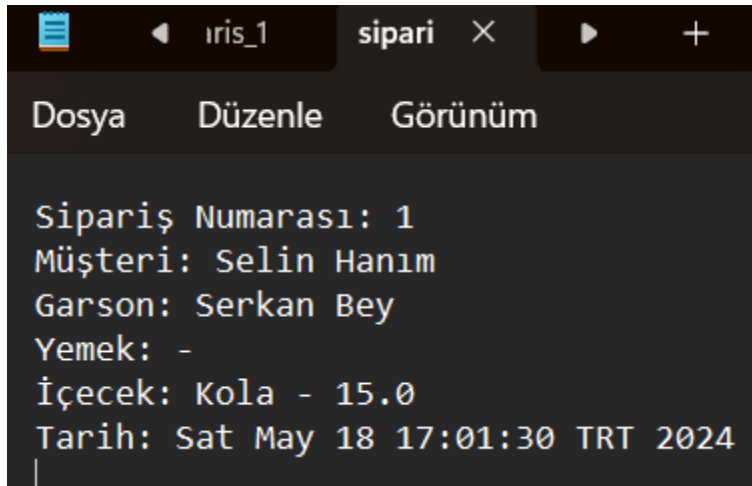 ıris_1 sipari
Dosya Düzenle Görünüm
Sipariş Numarası: 1
Müşteri: Selin Hanım
Garson: Serkan Bey
Yemek: -
İçecek: Kola - 15.0
Tarih: Sat May 18 17:01:30 TRT 2024